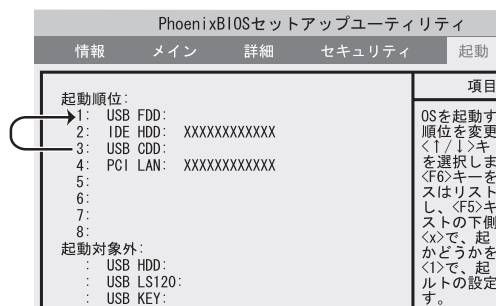 PhoenixBIOSセットアップユーティリティ
情報 メイン 詳細 セキュリティ 起動
項目
起動順位:
1: USB FDD:
2: IDE HDD: XXXXXXXXXXXX
3: USB CDD:
4: PCI LAN: XXXXXXXXXXXX
5:
6:
7:
8:
起動対象外:
: USB HDD:
: USB LS120:
: USB KEY:
OSを起動す
順位を変更
<↑/↓>キ
を選択しま
<F6>キーを
スはリスト
し、<F5>キ
ストの下側
<x>で、起
かどうかを
<1>で、起
ルトの設定
す。